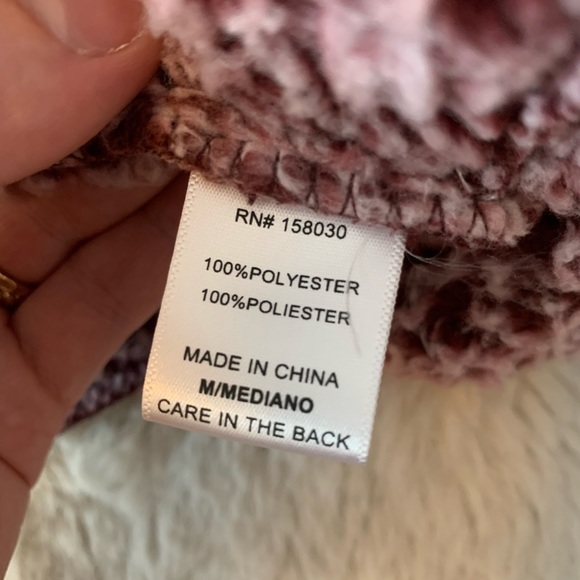 RN# 158030
100%POLYESTER
100%POLIESTER
MADE IN CHINA
M/MEDIANO
CARE IN THE BACK